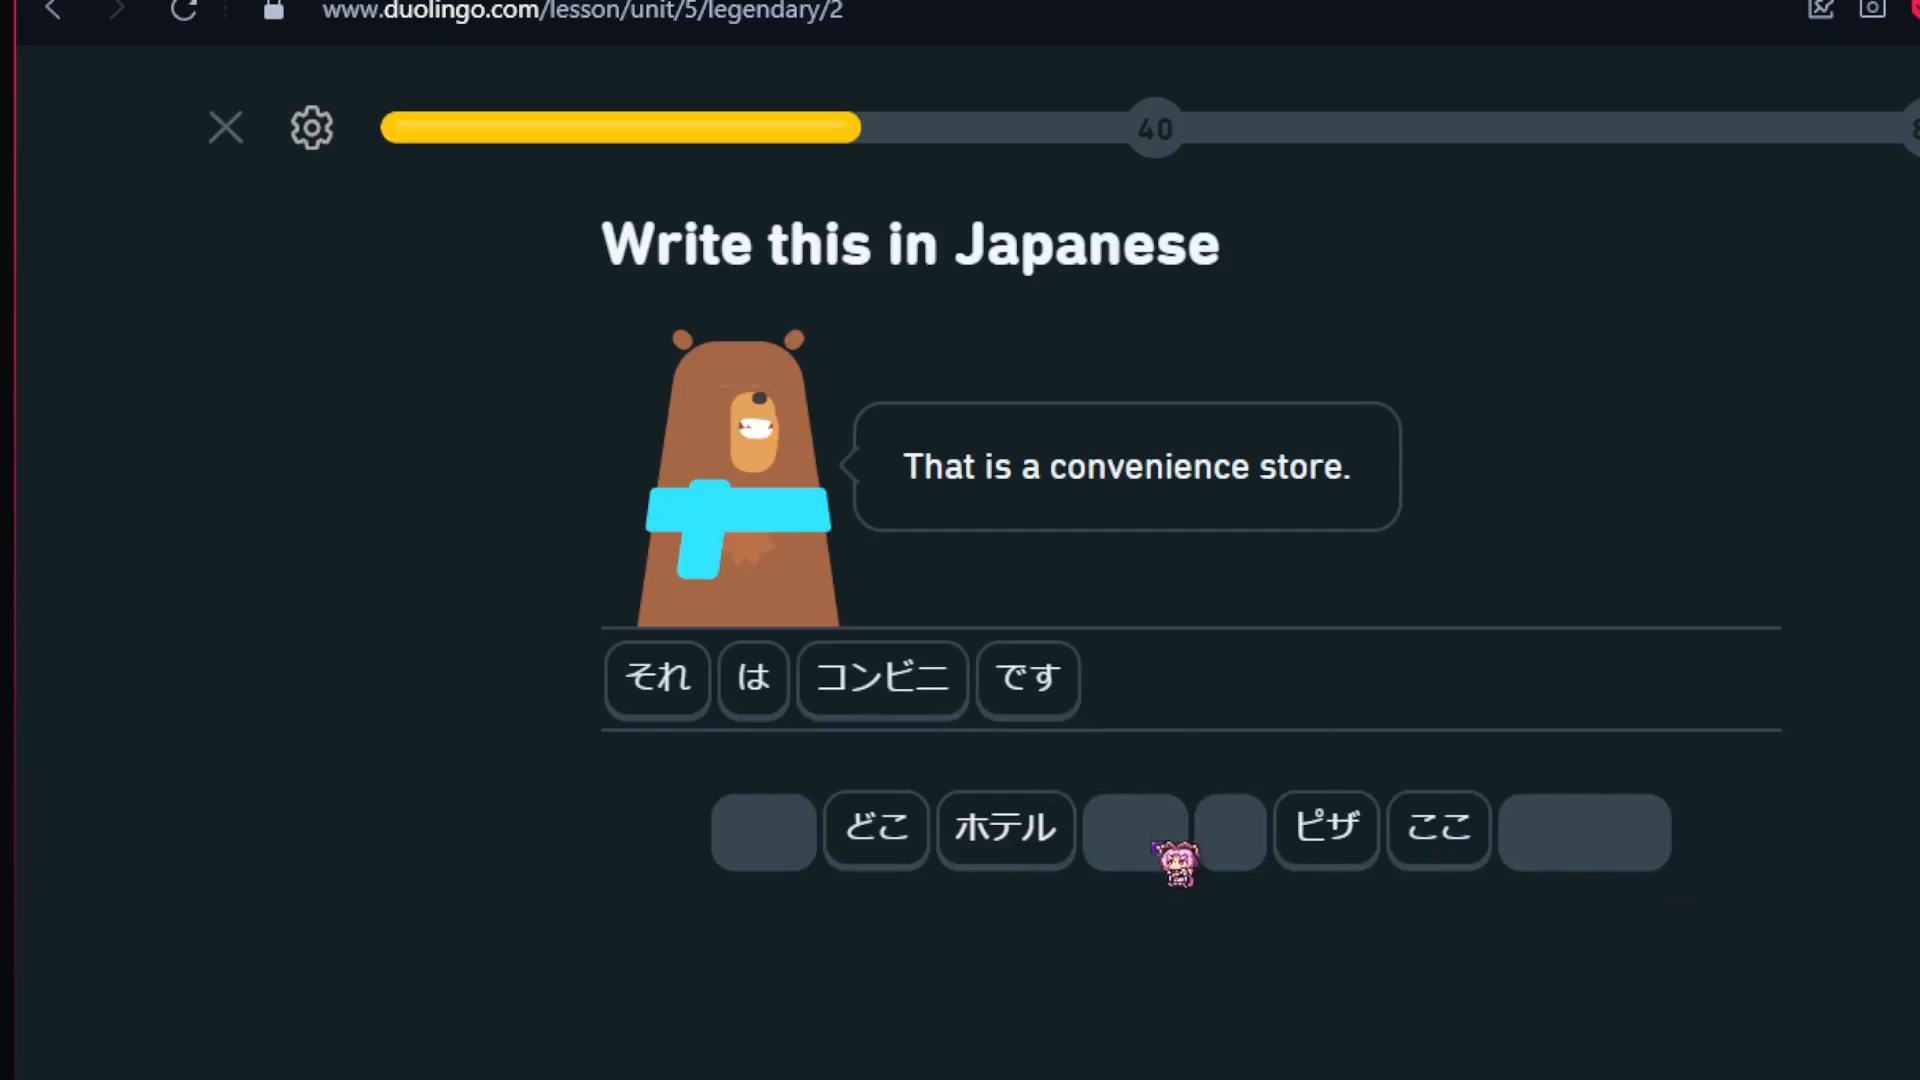 www.duolingo.com/lesson/unit/5/legendary/2
40
Write this in Japanese
That is a convenience store.
それ は コンビニ です
どこ ホテル ピザ ここ